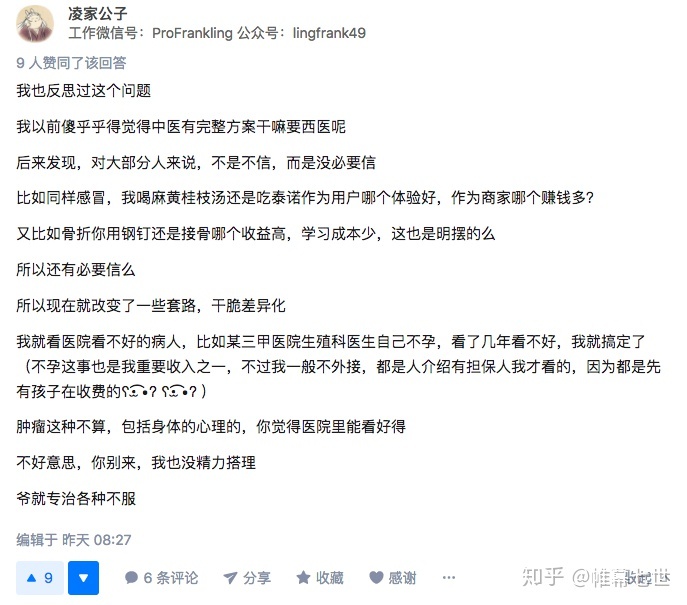 凌家公子
工作微信号：ProFrankling 公众号：lingfrank49
9 人赞同了该回答
我也反思过这个问题
我以前傻乎乎得觉得中医有完整方案干嘛要西医呢
后来发现，对大部分人来说，不是不信，而是没必要信
比如同样感冒，我喝麻黄桂枝汤还是吃泰诺作为用户哪个体验好，作为商家哪个赚钱多？
又比如骨折你用钢钉还是接骨哪个收益高，学习成本少，这也是明摆的么
所以还有必要信么
所以现在就改变了一些套路，干脆差异化
我就看医院看不好的病人，比如某三甲医院生殖科医生自己不孕，看了几年看不好，我就搞定了
（不孕这事也是我重要收入之一，不过我一般不外接，都是人介绍有担保人我才看的，因为都是先
有孩子在收费的ʕ ͡• ͜ʖ ͡•ʔ ʕ ͡• ͜ʖ ͡•ʔ）
肿瘤这种不算，包括身体的心理的，你觉得医院里能看好得
不好意思，你别来，我也没精力搭理
爷就专治各种不服
编辑于 昨天 08:27
9 6 条评论 分享 收藏 感谢 ···
知乎 @帷幕